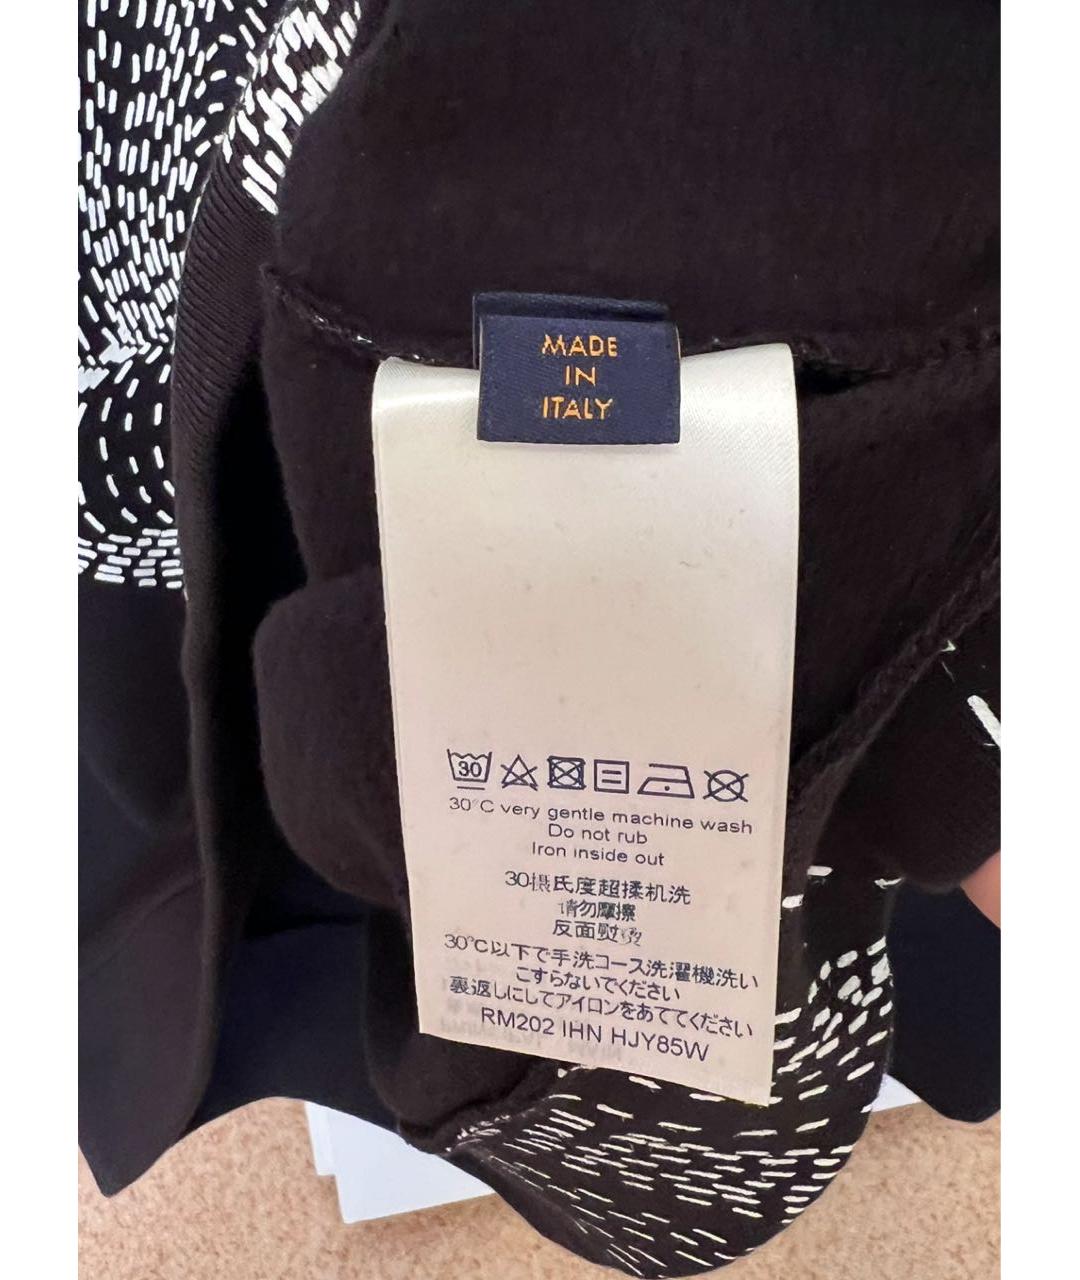 MADE
IN
ITALY
30
30°C very gentle machine wash
Do not rub
Iron inside out
30摄氏度超揉机洗
请勿摩擦
反面熨烫
30°C以下で手洗コース洗濯機洗い
こすらないでください
裏返しにしてアイロンをあててください
RM202 IHN HJY85W